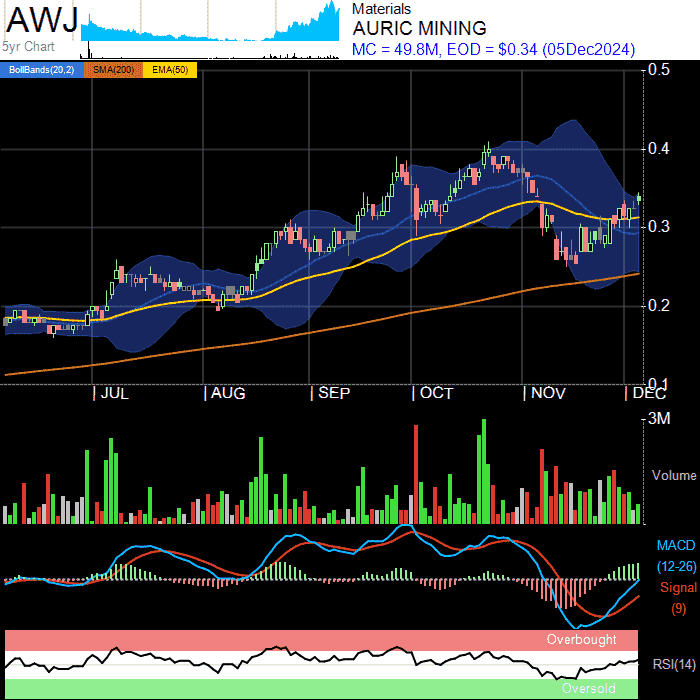 AWJ
5yr Chart
Materials
AURIC MINING
MC = 49.8M, EOD = $0.34 (05Dec2024)
BollBands(20,2) SMA(200) EMA(50)
0.5
0.4
0.3
0.2
0.1
JUL AUG SEP OCT NOV DEC
3M
Volume
MACD
(12-26)
Signal
(9)
Overbought
RSI(14)
Oversold